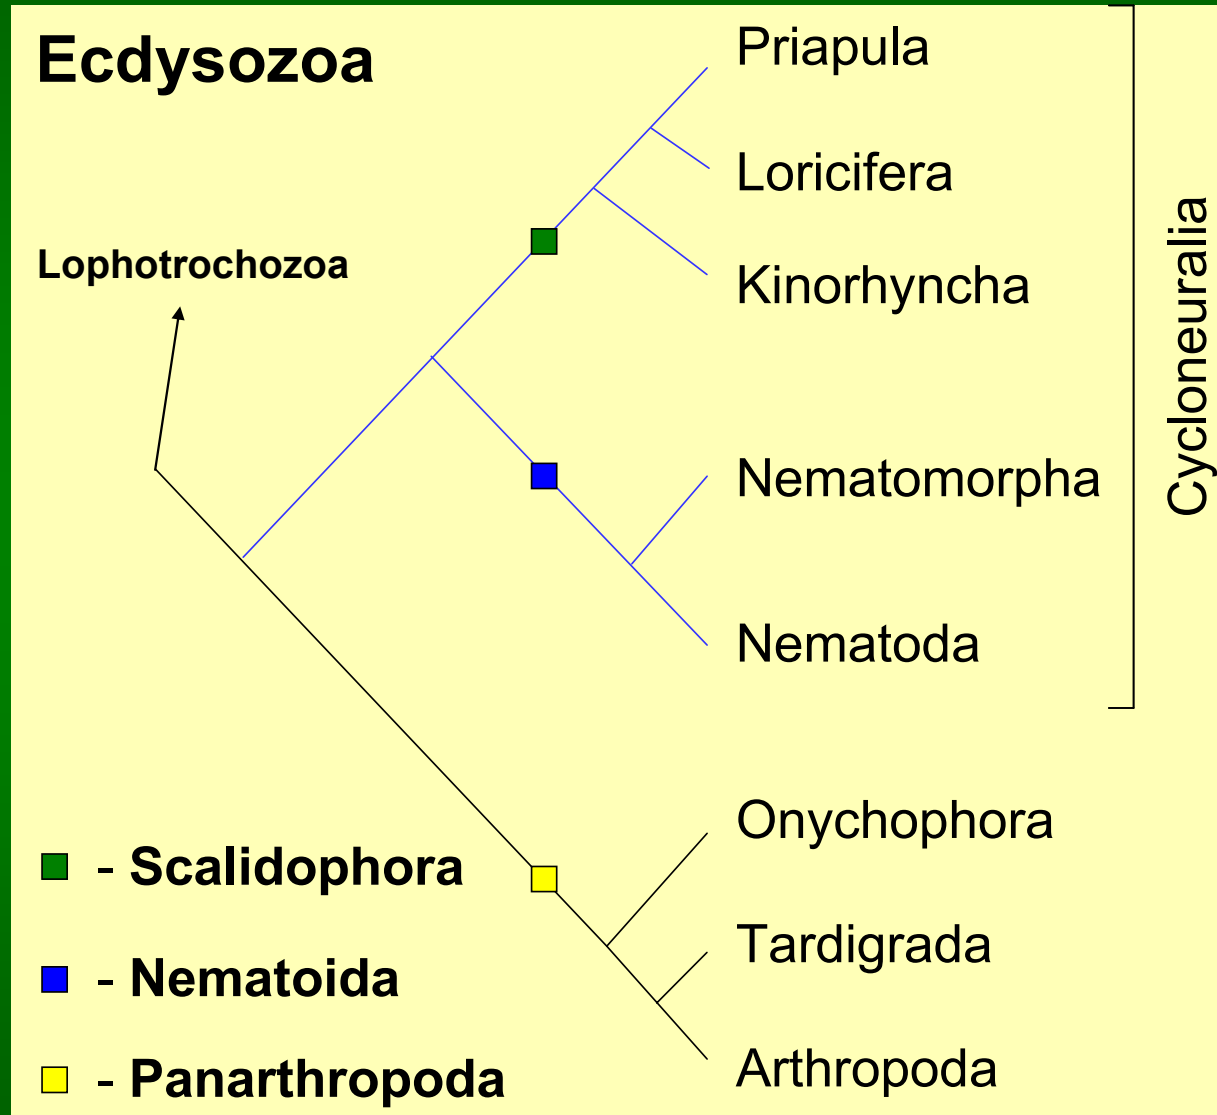 Ecdysozoa
Priapula
Loricifera
Lophotrochozoa
Kinorhyncha
Cycloneuralia
Nematomorpha
Nematoda
Onychophora
- Scalidophora
Tardigrada
- Nematoida
Arthropoda
- Panarthropoda